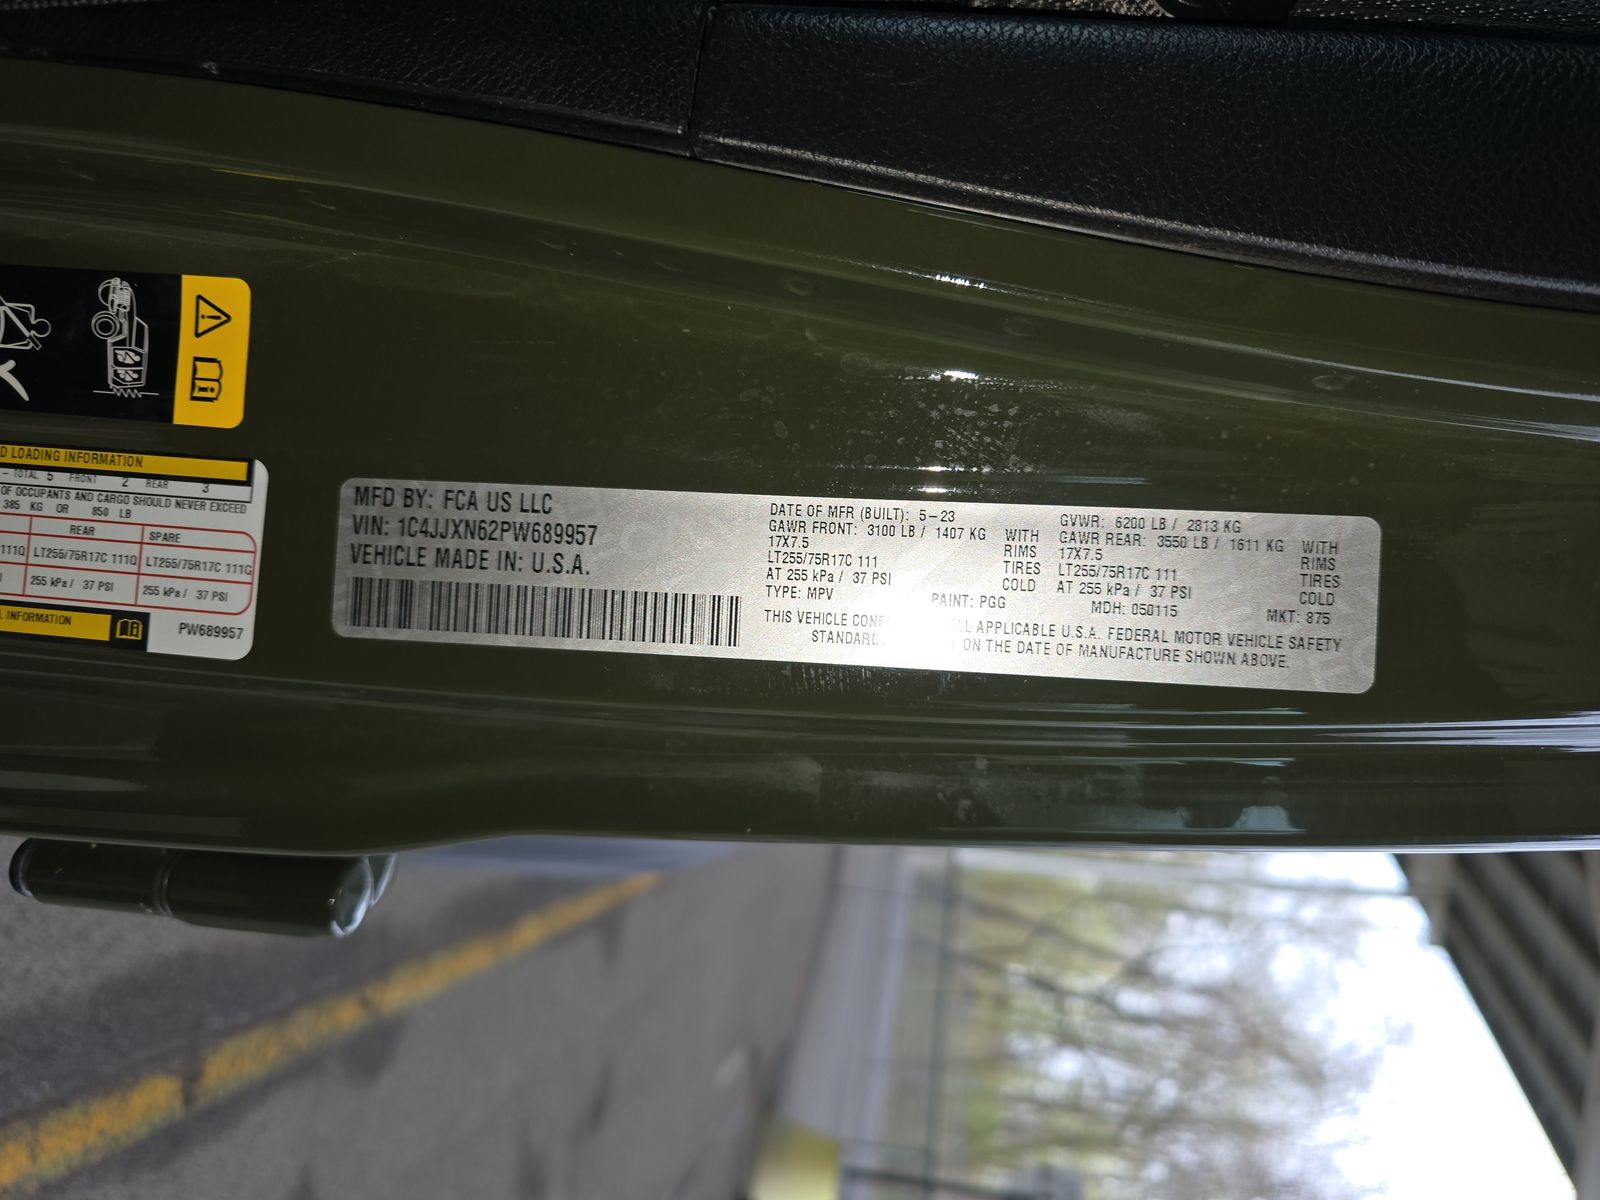 D LOADING INFORMATION
- TOTAL 5 FRONT 2 REAR 3
OF OCCUPANTS AND CARGO SHOULD NEVER EXCEED
385 KG OR 850 LB
REAR SPARE
111Q LT255/75R17C 111Q LT255/75R17C 111Q
255 kPa / 37 PSI 255 kPa / 37 PSI
L INFORMATION
PW689957
MFD BY: FCA US LLC
VIN: 1C4JJXN62PW689957
VEHICLE MADE IN: U.S.A.
DATE OF MFR (BUILT): 5-23
GAWR FRONT: 3100 LB / 1407 KG WITH
17X7.5 RIMS
LT255/75R17C 111 TIRES
AT 255 kPa / 37 PSI COLD
TYPE: MPV
GVWR: 6200 LB / 2813 KG
GAWR REAR: 3550 LB / 1611 KG WITH
17X7.5 RIMS
LT255/75R17C 111 TIRES
AT 255 kPa / 37 PSI COLD
PAINT: PGG MDH: 050115 MKT: 875
THIS VEHICLE CONF LL APPLICABLE U.S.A. FEDERAL MOTOR VEHICLE SAFETY
STANDARD ON THE DATE OF MANUFACTURE SHOWN ABOVE.